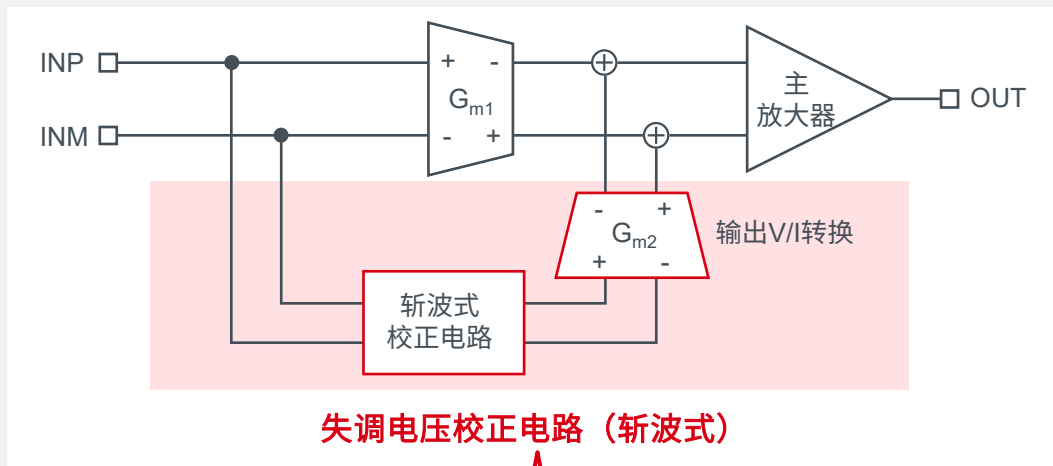 INP
+
-
Gm1
INM
-
+
主
放大器
OUT
-
+
Gm2
+
-
输出V/I转换
斩波式
校正电路
失调电压校正电路（斩波式）